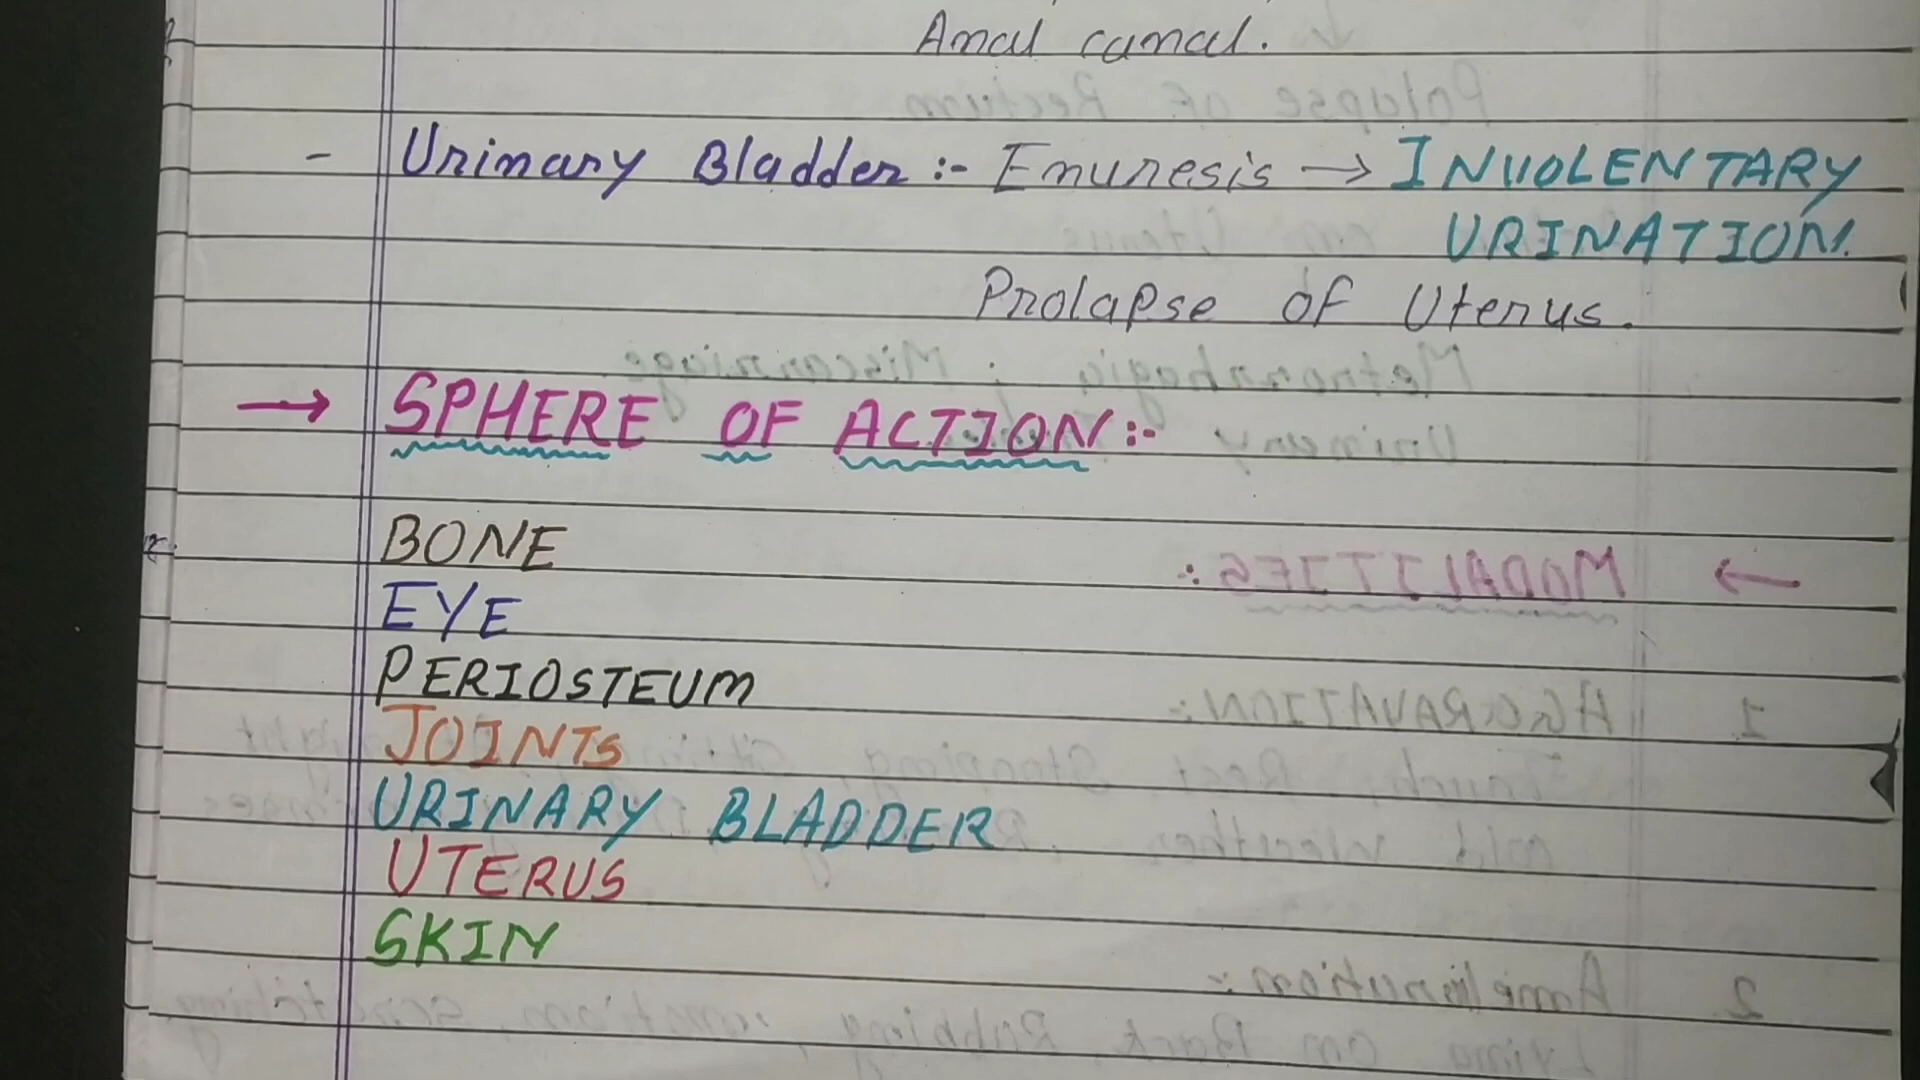 Anal canal.
- Urinary Bladder :- Enuresis → INVOLENTARY
URINATION.
Prolapse of Uterus.
→ SPHERE OF ACTION :-
BONE
EYE
PERIOSTEUM
JOINTS
URINARY BLADDER
UTERUS
SKIN